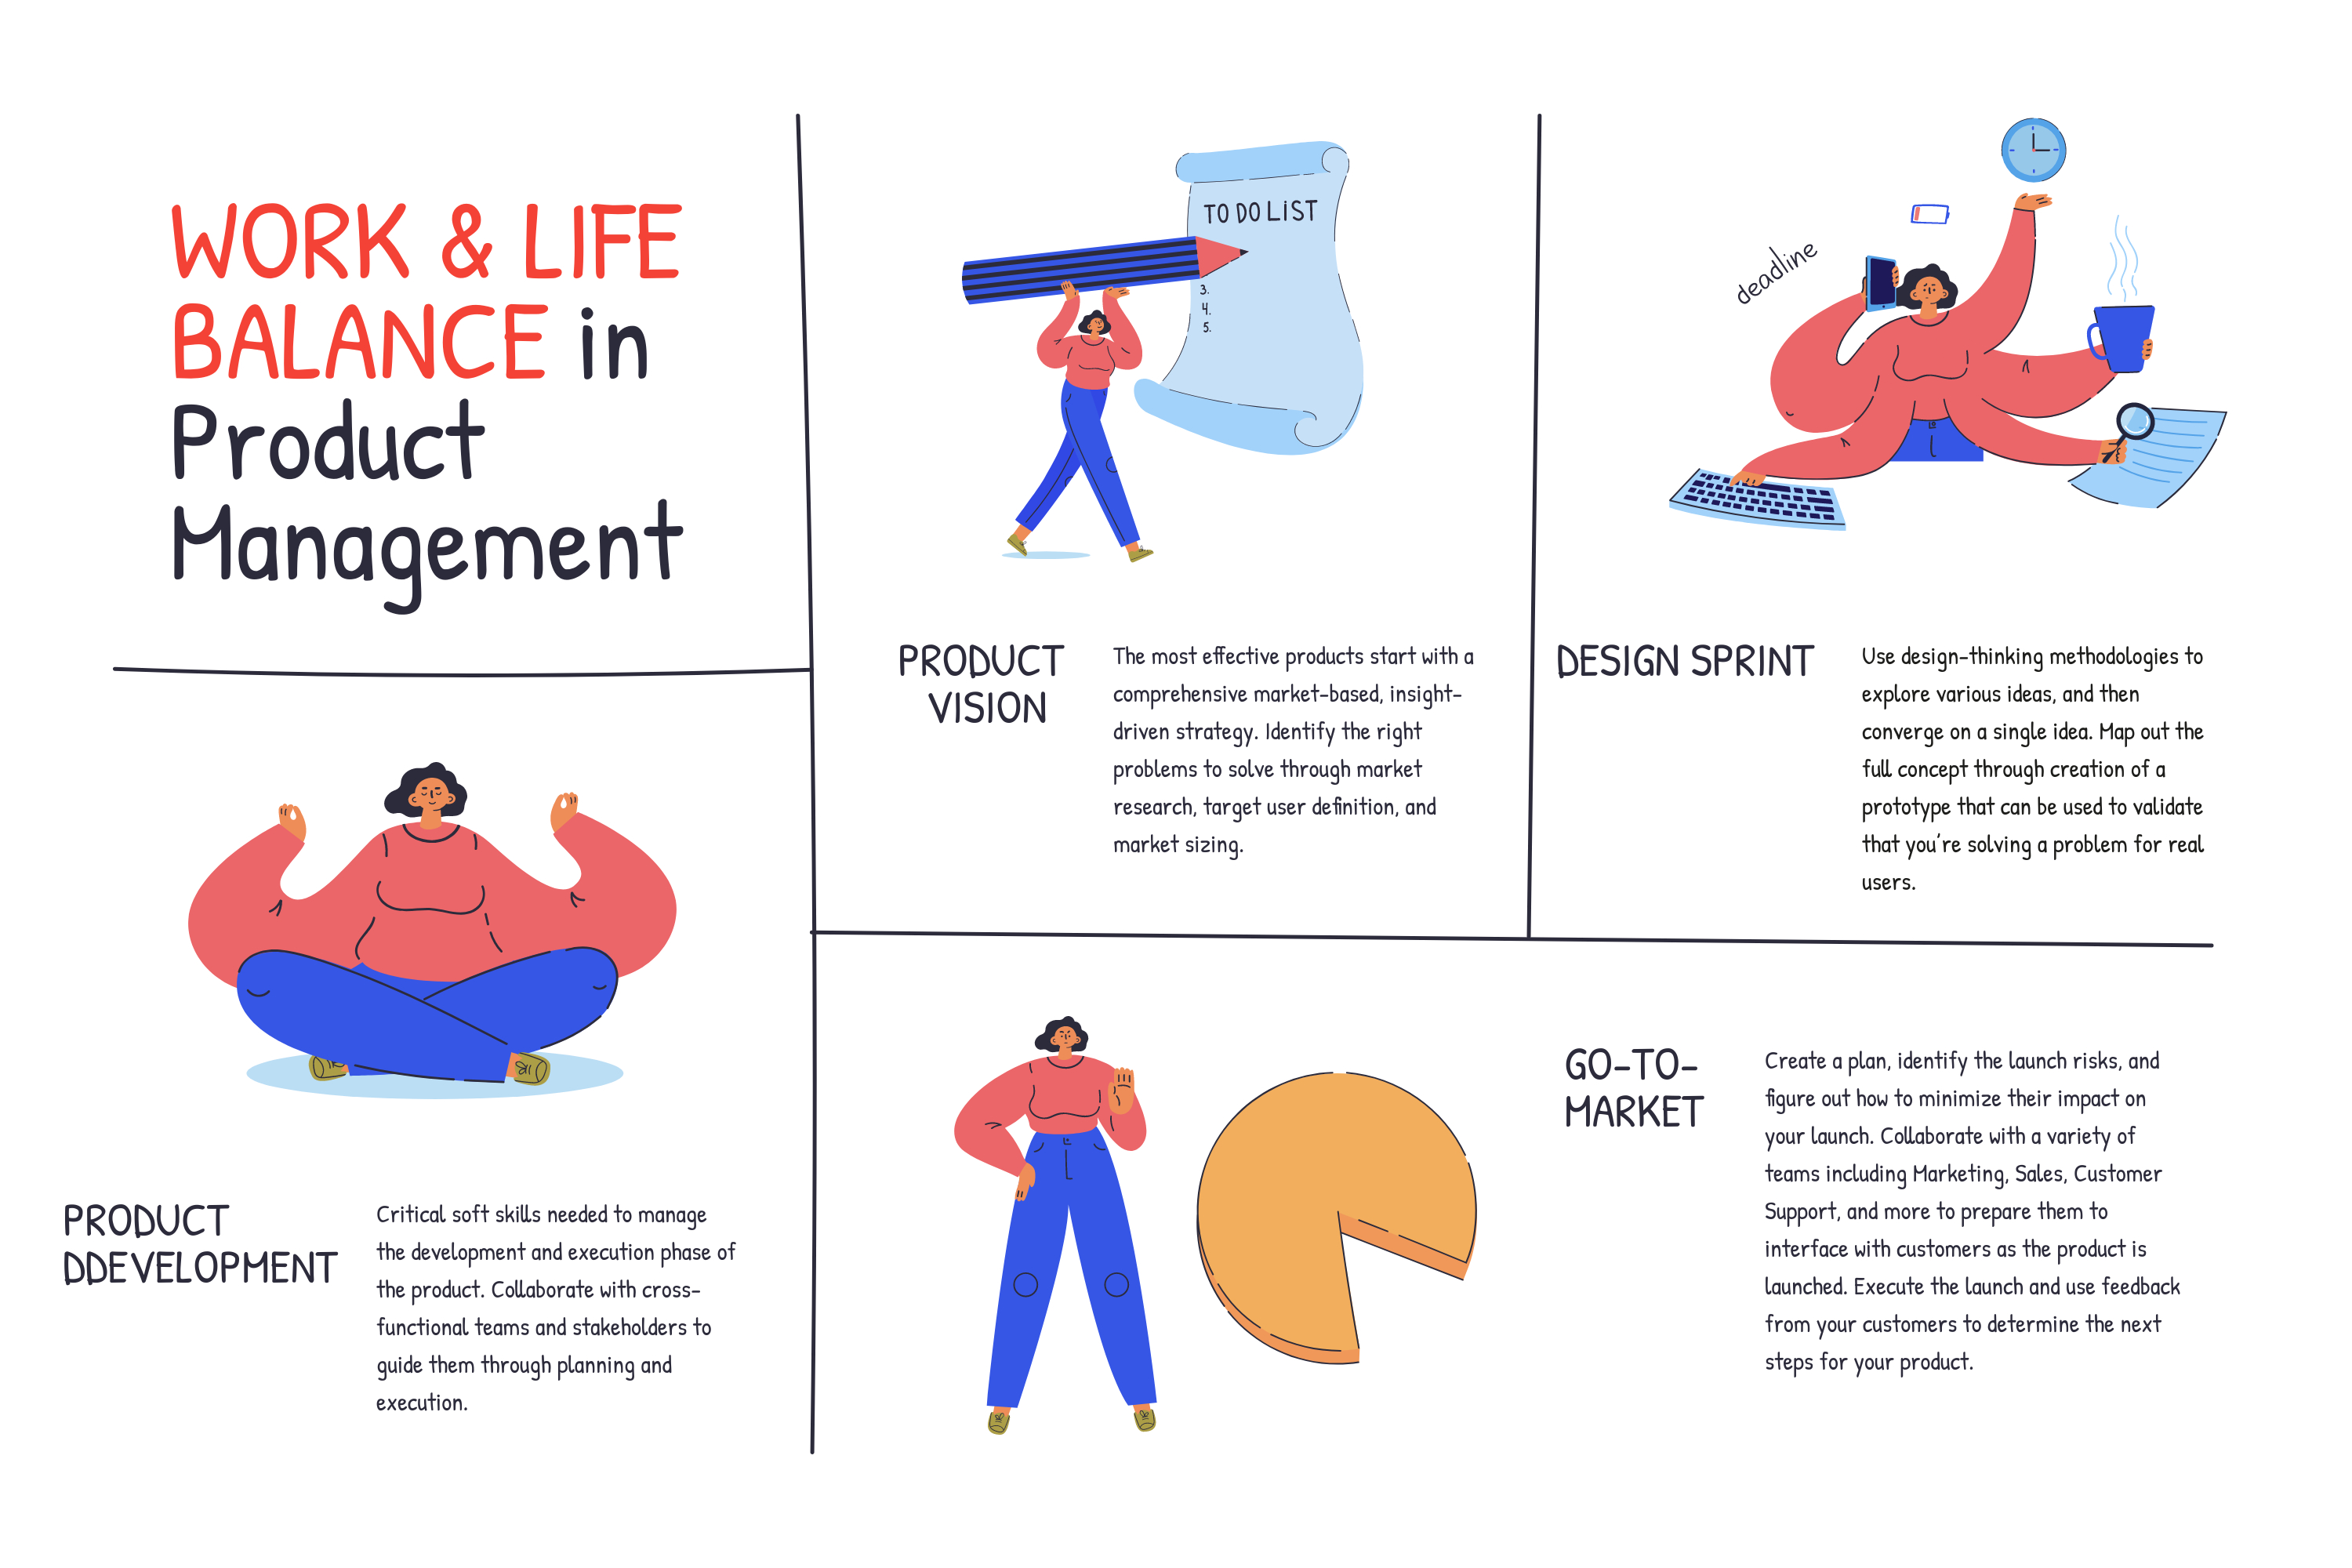 WORK & LIFE
BALANCE in
Product
Management
TO DO LIST
3.
4.
5.
PRODUCT
VISION
The most effective products start with a
comprehensive market-based, insight-
driven strategy. Identify the right
problems to solve through market
research, target user definition, and
market sizing.
deadline
DESIGN SPRINT
Use design-thinking methodologies to
explore various ideas, and then
converge on a single idea. Map out the
full concept through creation of a
prototype that can be used to validate
that you're solving a problem for real
users.
PRODUCT
DDEVELOPMENT
Critical soft skills needed to manage
the development and execution phase of
the product. Collaborate with cross-
functional teams and stakeholders to
guide them through planning and
execution.
GO-TO-
MARKET
Create a plan, identify the launch risks, and
figure out how to minimize their impact on
your launch. Collaborate with a variety of
teams including Marketing, Sales, Customer
Support, and more to prepare them to
interface with customers as the product is
launched. Execute the launch and use feedback
from your customers to determine the next
steps for your product.